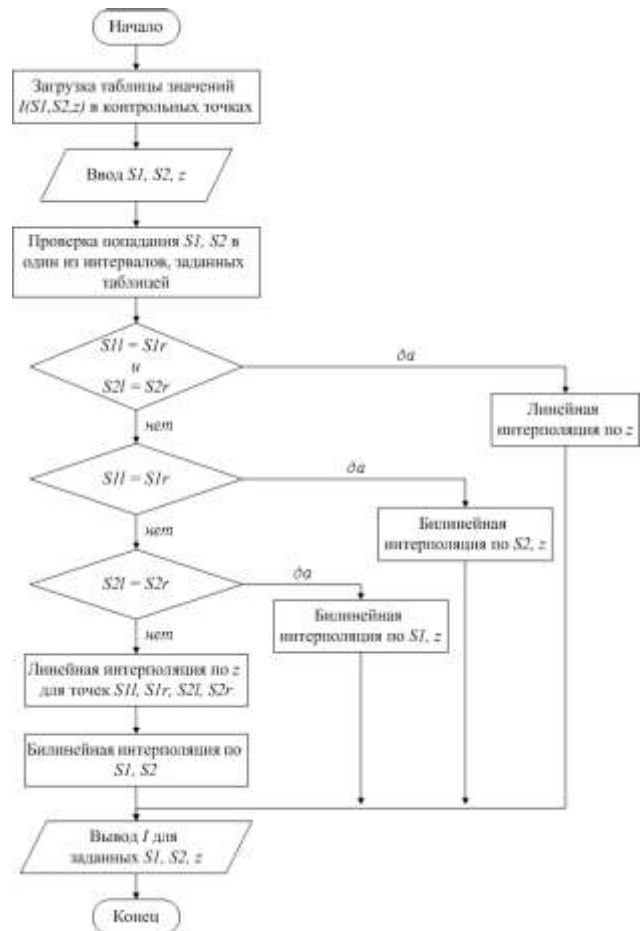 Начало
Загрузка таблицы значений
I(S1,S2,z) в контрольных точках
Ввод S1, S2, z
Проверка попадания S1, S2 в
один из интервалов, заданных
таблицей
S1l = S1r
и
S2l = S2r
да
Линейная
интерполяция по z
нет
S1l = S1r
да
Билинейная
интерполяция по S2, z
нет
S2l = S2r
да
Билинейная
интерполяция по S1, z
нет
Линейная интерполяция по z
для точек S1l, S1r, S2l, S2r
Билинейная интерполяция по
S1, S2
Вывод I для
заданных S1, S2, z
Конец